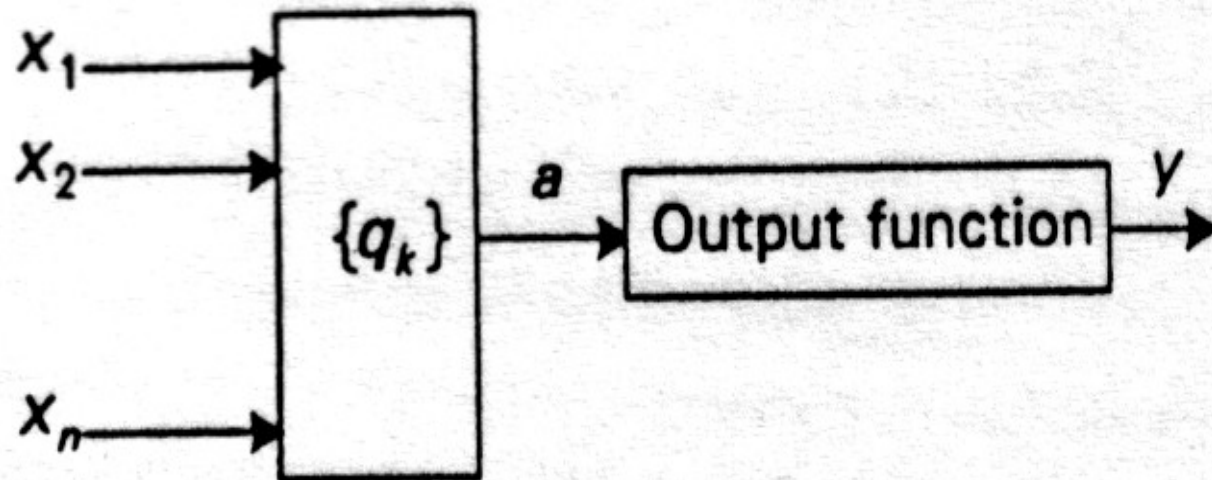 x₁
x₂
{qₖ}
a
Output function
y
xₙ